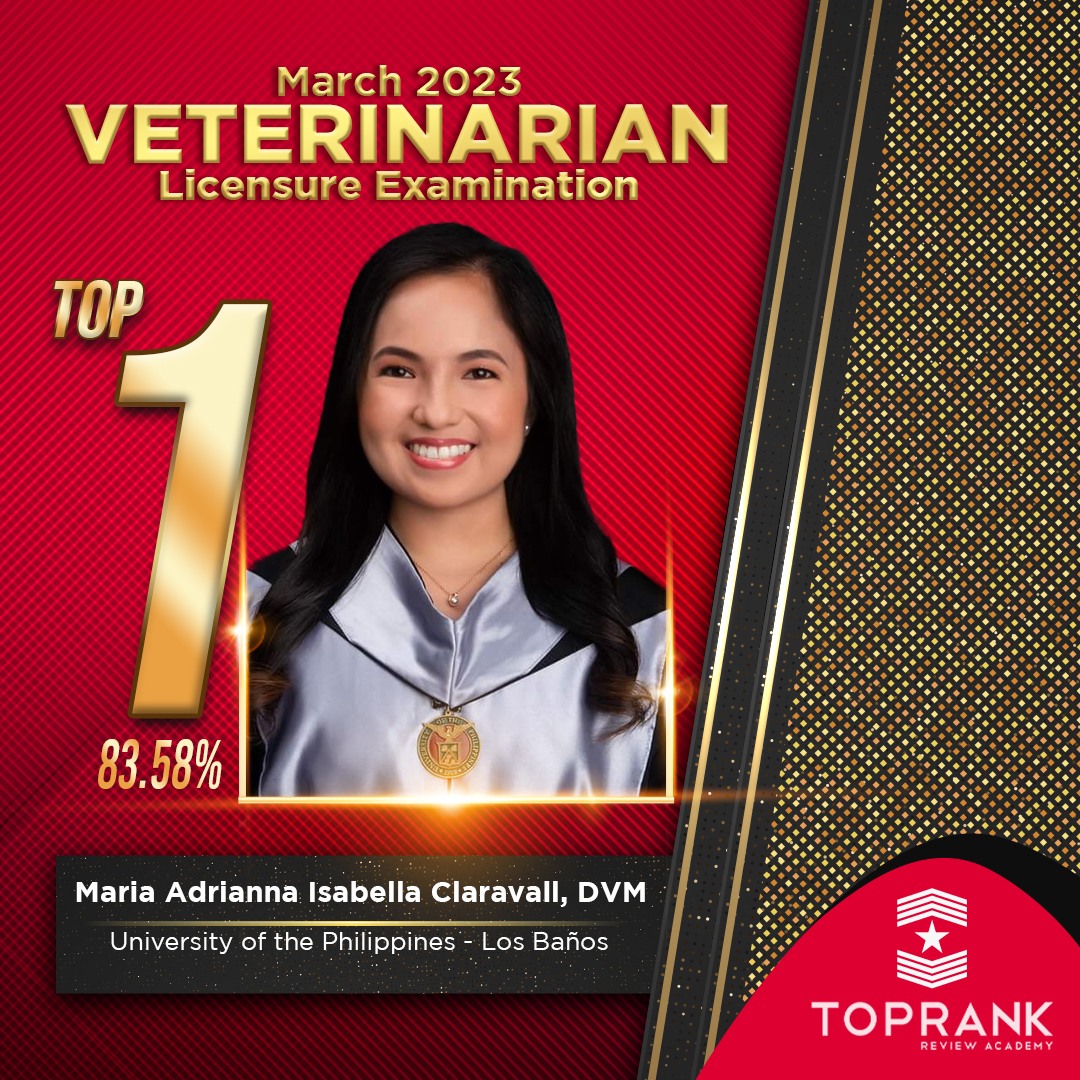 March 2023
VETERINARIAN
Licensure Examination
TOP
1
83.58%
Maria Adrianna Isabella Claravall, DVM
University of the Philippines - Los Baños
TOPRANK
REVIEW ACADEMY